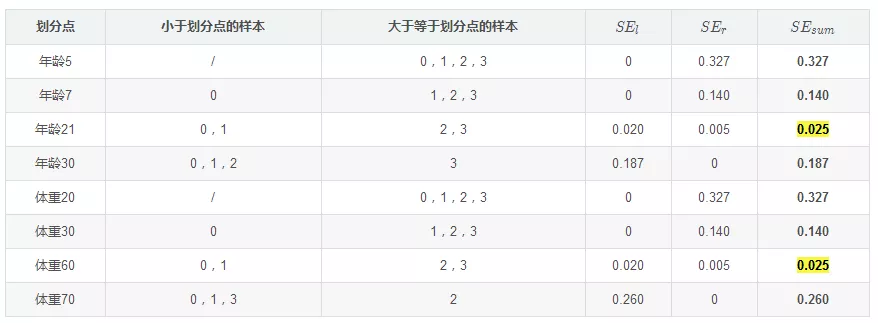 划分点 小于划分点的样本 大于等于划分点的样本 SE_l SE_r SE_sum
年龄5 / 0，1，2，3 0 0.327 0.327
年龄7 0 1，2，3 0 0.140 0.140
年龄21 0，1 2，3 0.020 0.005 0.025
年龄30 0，1，2 3 0.187 0 0.187
体重20 / 0，1，2，3 0 0.327 0.327
体重30 0 1，2，3 0 0.140 0.140
体重60 0，1 2，3 0.020 0.005 0.025
体重70 0，1，3 2 0.260 0 0.260